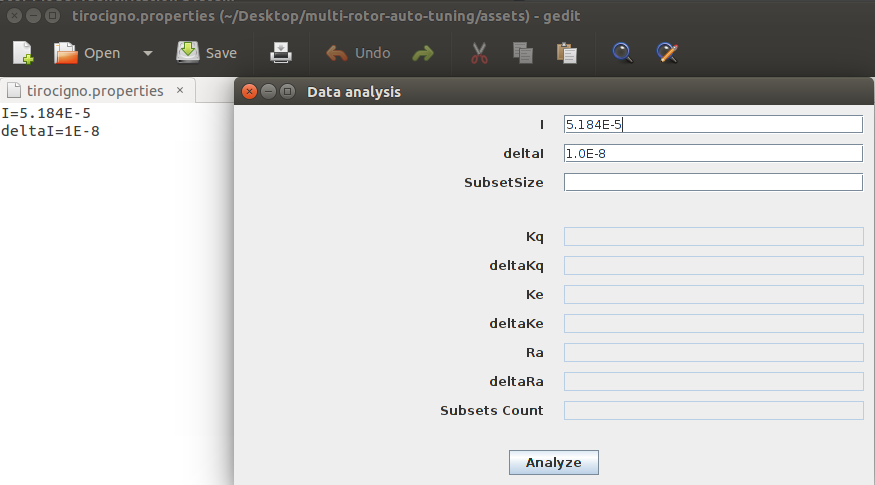 tirocigno.properties (~/Desktop/multi-rotor-auto-tuning/assets) - gedit
Open Save Undo
tirocigno.properties ×
I=5.184E-5
deltaI=1E-8
Data analysis
I 5.184E-5
deltaI 1.0E-8
SubsetSize
Kq
deltaKq
Ke
deltaKe
Ra
deltaRa
Subsets Count
Analyze